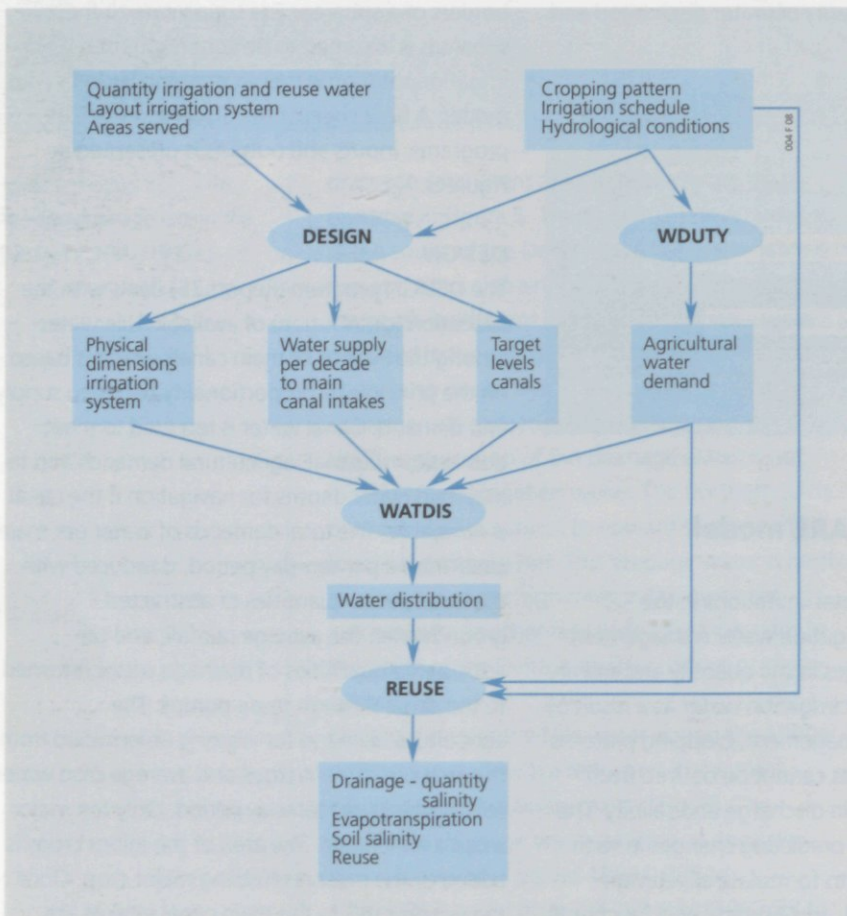 Quantity irrigation and reuse water
Layout irrigation system
Areas served
Cropping pattern
Irrigation schedule
Hydrological conditions
004 F 08
DESIGN
WDUTY
Physical
dimensions
irrigation
system
Water supply
per decade
to main
canal intakes
Target
levels
canals
Agricultural
water
demand
WATDIS
Water distribution
REUSE
Drainage - quantity
salinity
Evapotranspiration
Soil salinity
Reuse